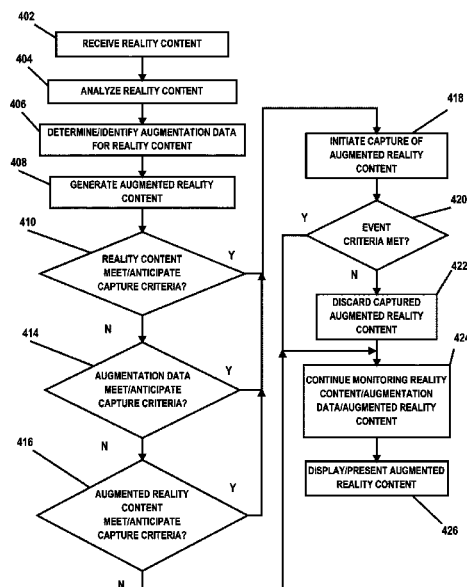 402
RECEIVE REALITY CONTENT
404
ANALYZE REALITY CONTENT
406
DETERMINE/IDENTIFY AUGMENTATION DATA
FOR REALITY CONTENT
408
GENERATE AUGMENTED REALITY
CONTENT
410
REALITY CONTENT
MEET/ANTICIPATE
CAPTURE CRITERIA?
Y
N
414
AUGMENTATION DATA
MEET/ANTICIPATE
CAPTURE CRITERIA?
Y
N
416
AUGMENTED REALITY
CONTENT
MEET/ANTICIPATE
CAPTURE CRITERIA?
Y
N
418
INITIATE CAPTURE OF
AUGMENTED REALITY
CONTENT
420
Y
EVENT
CRITERIA MET?
N
422
DISCARD CAPTURED
AUGMENTED REALITY
CONTENT
424
CONTINUE MONITORING REALITY
CONTENT/AUGMENTATION
DATA/AUGMENTED REALITY
CONTENT
DISPLAY/PRESENT AUGMENTED
REALITY CONTENT
426